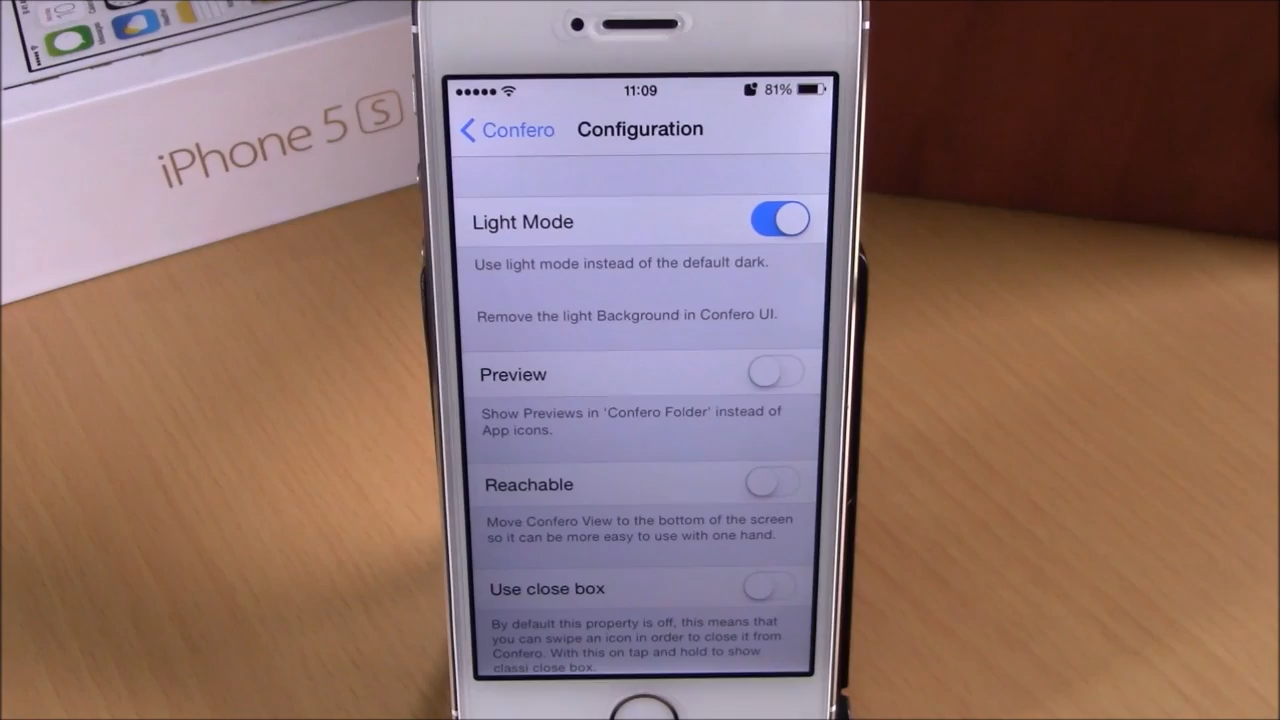 iPhone 5 S
11:09
81%
Confero
Configuration
Light Mode
Use light mode instead of the default dark.
Remove the light Background in Confero UI.
Preview
Show Previews in 'Confero Folder' instead of
App icons.
Reachable
Move Confero View to the bottom of the screen
so it can be more easy to use with one hand.
Use close box
By default this property is off, this means that
you can swipe an icon in order to close it from
Confero. With this on tap and hold to show
classi close box.